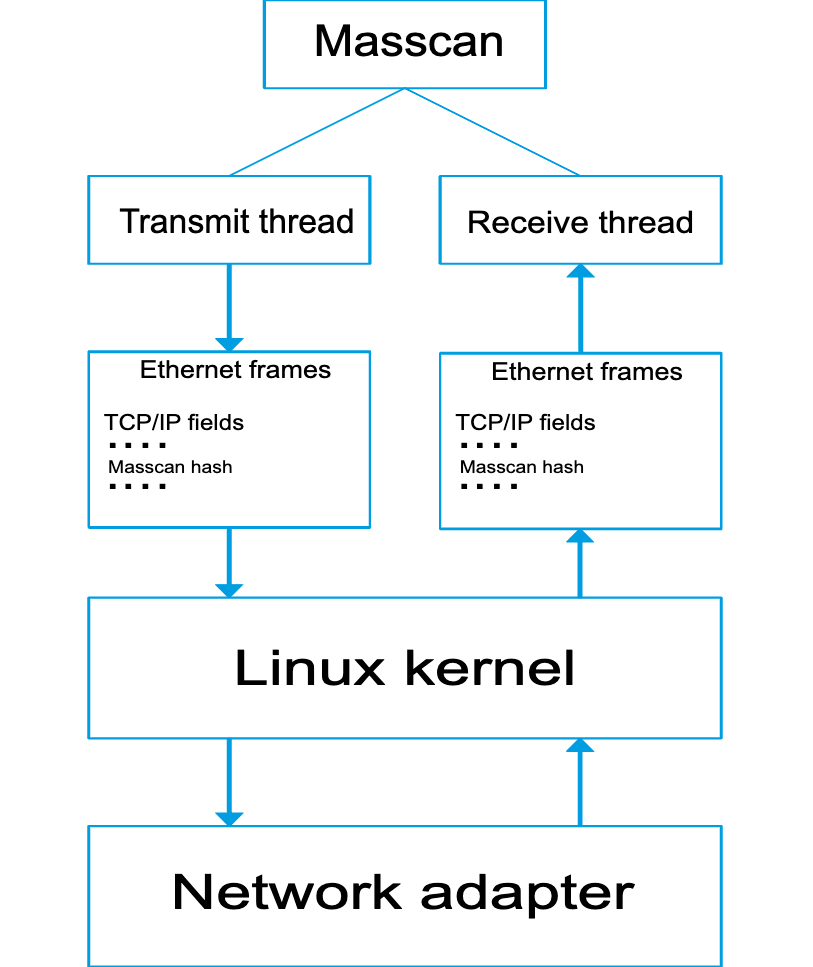 Masscan
Transmit thread
Receive thread
Ethernet frames
TCP/IP fields
....
Masscan hash
....
Ethernet frames
TCP/IP fields
....
Masscan hash
....
Linux kernel
Network adapter